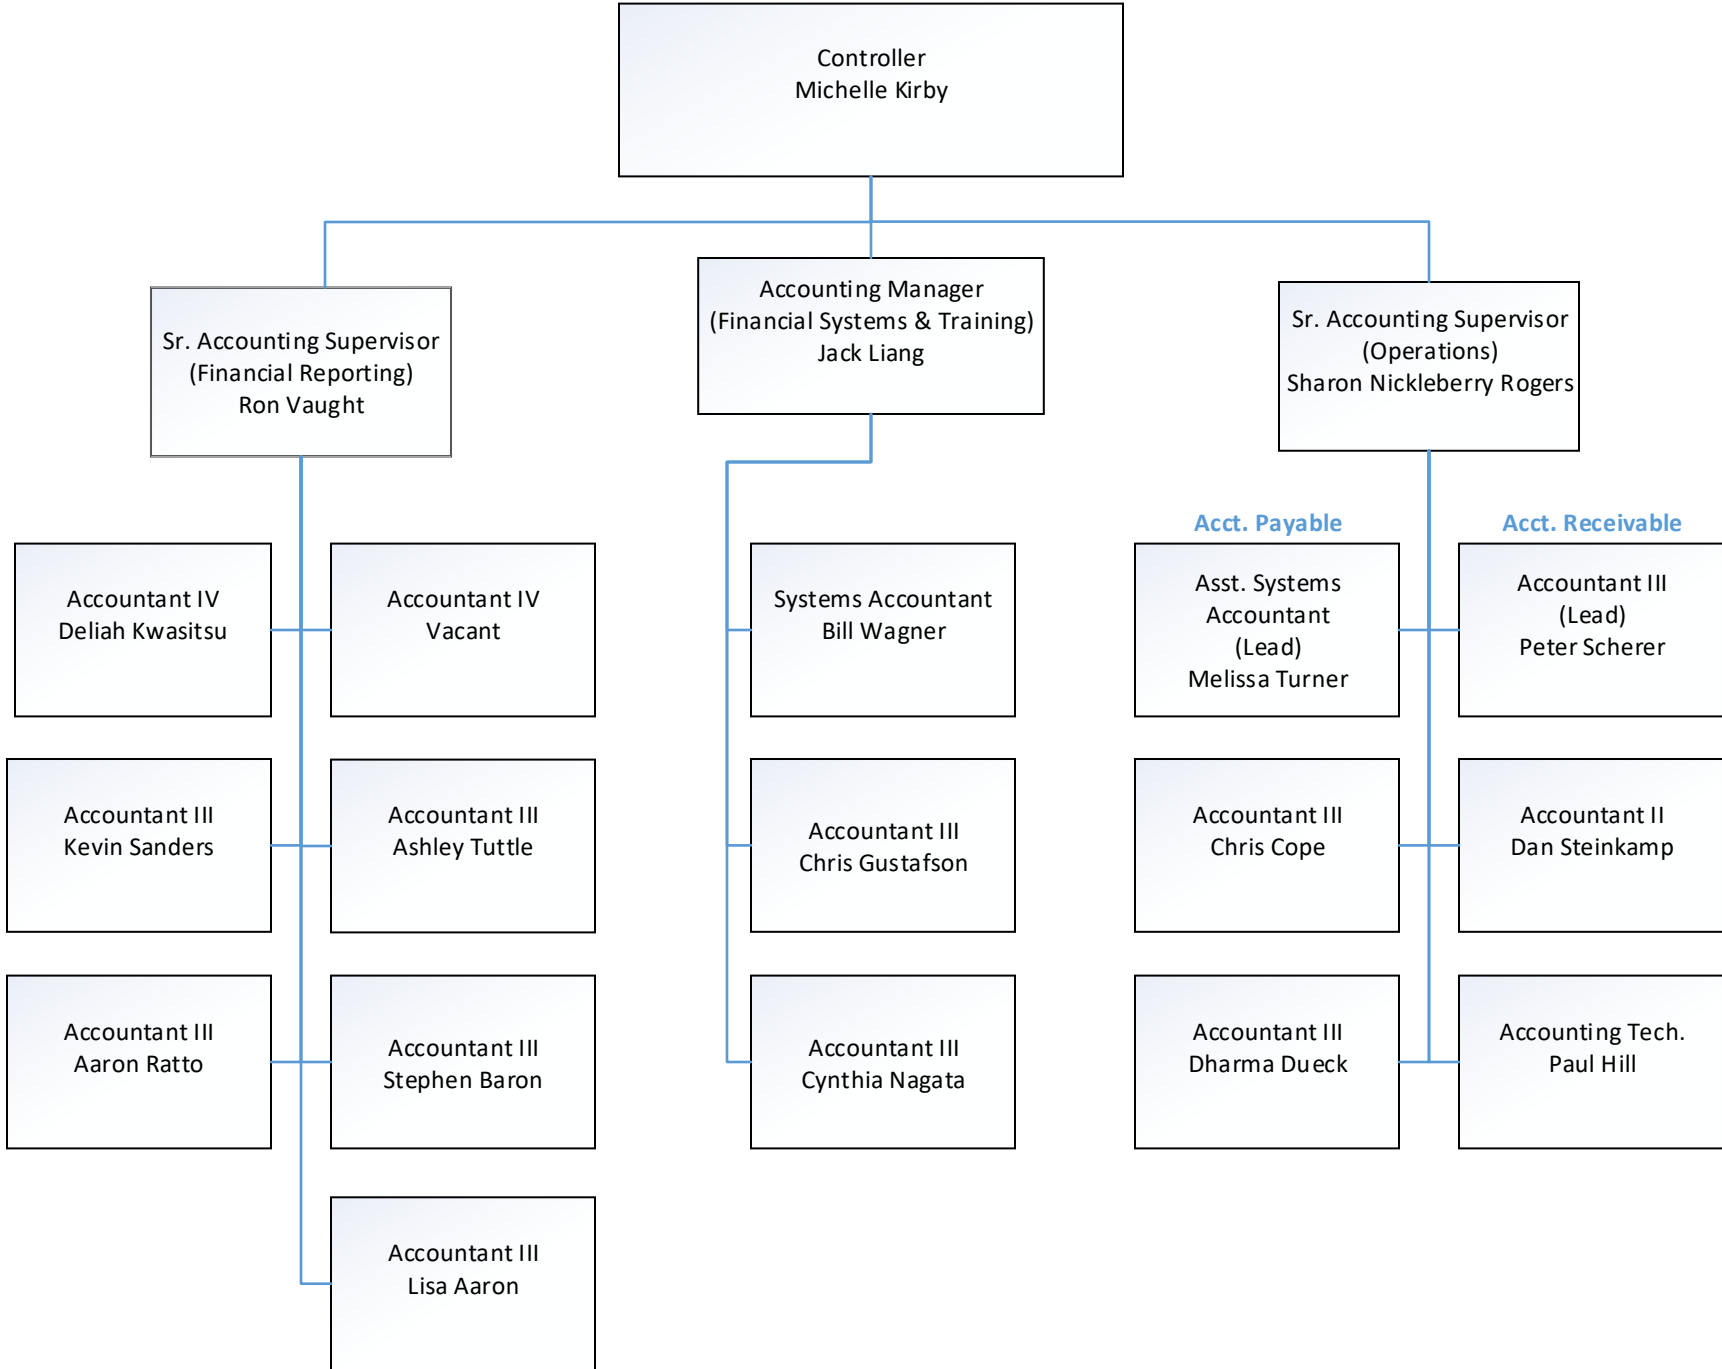 Controller
Michelle Kirby
Sr. Accounting Supervisor
(Financial Reporting)
Ron Vaught
Accounting Manager
(Financial Systems & Training)
Jack Liang
Sr. Accounting Supervisor
(Operations)
Sharon Nickleberry Rogers
Acct. Payable
Acct. Receivable
Accountant IV
Deliah Kwasitsu
Accountant IV
Vacant
Systems Accountant
Bill Wagner
Asst. Systems
Accountant
(Lead)
Melissa Turner
Accountant III
(Lead)
Peter Scherer
Accountant III
Kevin Sanders
Accountant III
Ashley Tuttle
Accountant III
Chris Gustafson
Accountant III
Chris Cope
Accountant II
Dan Steinkamp
Accountant III
Aaron Ratto
Accountant III
Stephen Baron
Accountant III
Cynthia Nagata
Accountant III
Dharma Dueck
Accounting Tech.
Paul Hill
Accountant III
Lisa Aaron